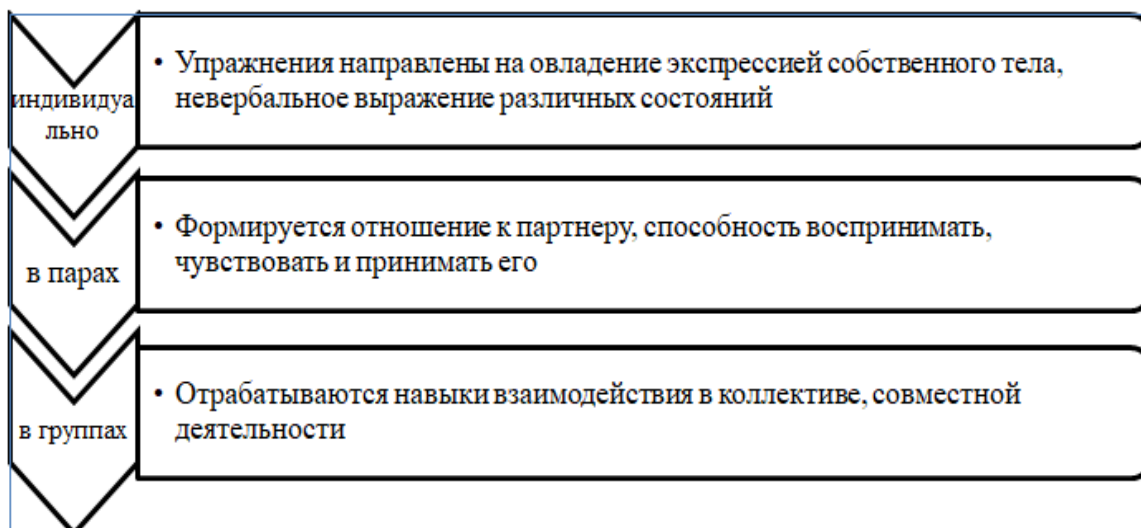 индивидуа
льно
• Упражнения направлены на овладение экспрессией собственного тела,
невербальное выражение различных состояний
в парах
• Формируется отношение к партнеру, способность воспринимать,
чувствовать и принимать его
в группах
• Отрабатываются навыки взаимодействия в коллективе, совместной
деятельности